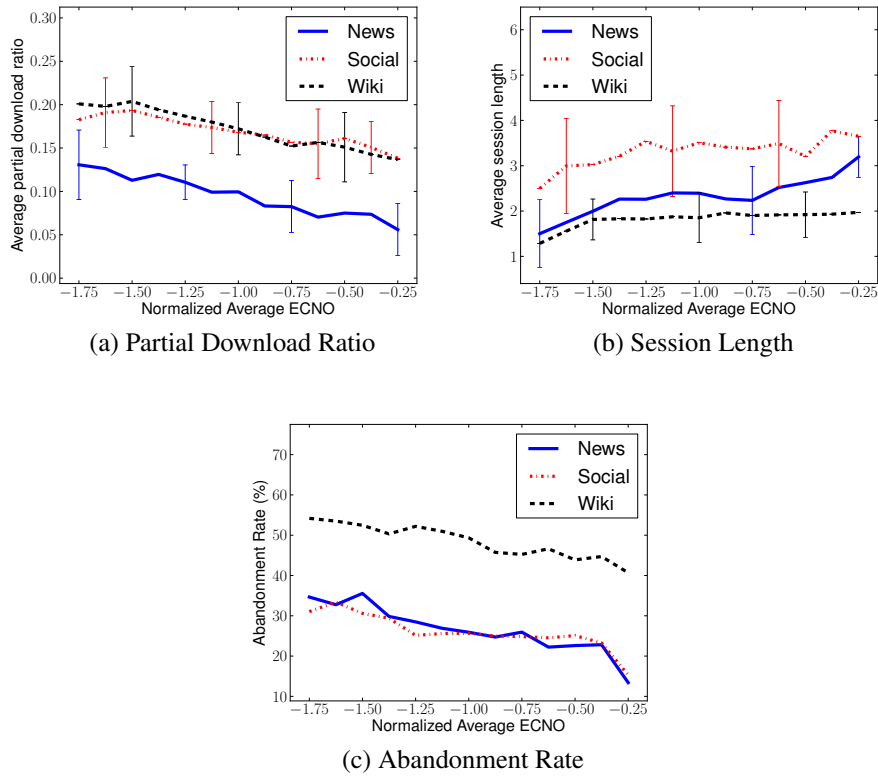 0.30
0.25
0.20
0.15
0.10
0.05
0.00
Average partial download ratio
News
Social
Wiki
−1.75 −1.50 −1.25 −1.00 −0.75 −0.50 −0.25
Normalized Average ECNO
(a) Partial Download Ratio
6
5
4
3
2
1
Average session length
News
Social
Wiki
−1.75 −1.50 −1.25 −1.00 −0.75 −0.50 −0.25
Normalized Average ECNO
(b) Session Length
70
60
50
40
30
20
10
Abandonment Rate (%)
News
Social
Wiki
−1.75 −1.50 −1.25 −1.00 −0.75 −0.50 −0.25
Normalized Average ECNO
(c) Abandonment Rate